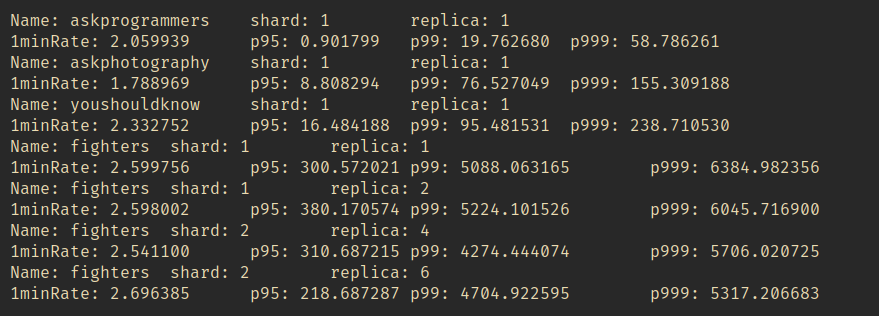 Name: askprogrammers    shard: 1        replica: 1
1minRate: 2.059939      p95: 0.901799   p99: 19.762680  p999: 58.786261
Name: askphotography    shard: 1        replica: 1
1minRate: 1.788969      p95: 8.808294   p99: 76.527049  p999: 155.309188
Name: youshouldknow     shard: 1        replica: 1
1minRate: 2.332752      p95: 16.484188  p99: 95.481531  p999: 238.710530
Name: fighters  shard: 1        replica: 1
1minRate: 2.599756      p95: 300.572021 p99: 5088.063165        p999: 6384.982356
Name: fighters  shard: 1        replica: 2
1minRate: 2.598002      p95: 380.170574 p99: 5224.101526        p999: 6045.716900
Name: fighters  shard: 2        replica: 4
1minRate: 2.541100      p95: 310.687215 p99: 4274.444074        p999: 5706.020725
Name: fighters  shard: 2        replica: 6
1minRate: 2.696385      p95: 218.687287 p99: 4704.922595        p999: 5317.206683